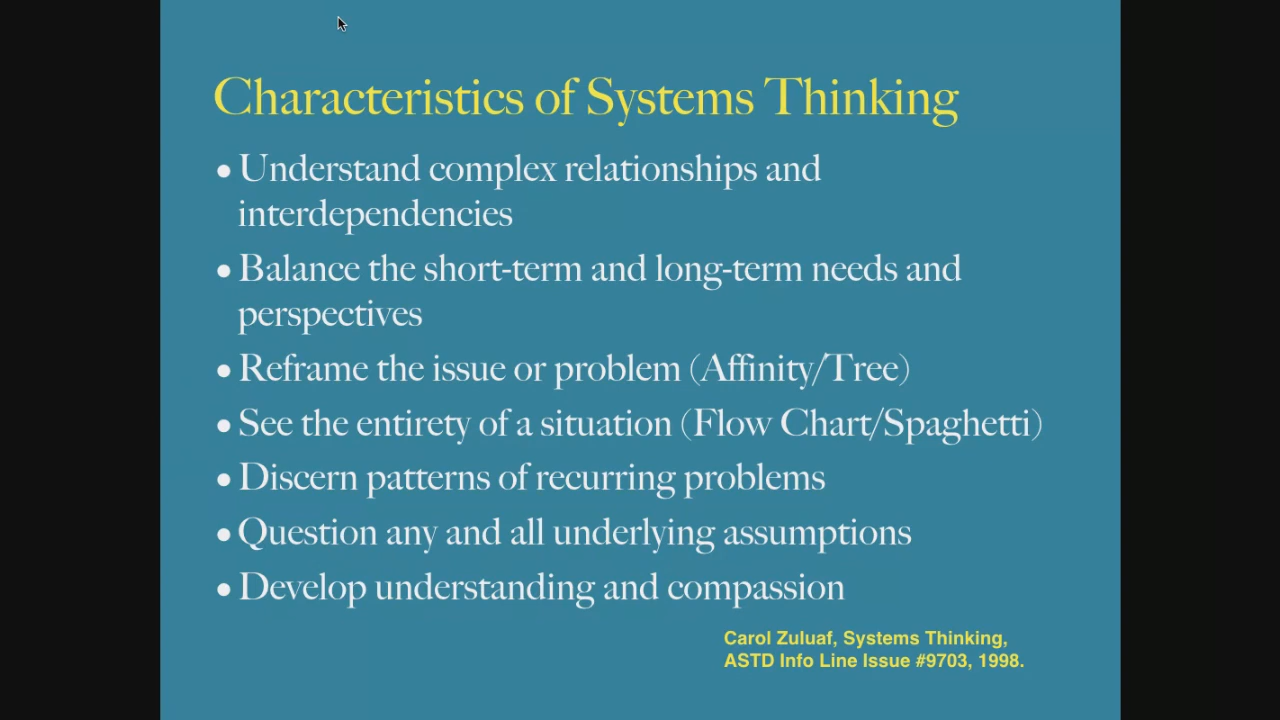 Characteristics of Systems Thinking
• Understand complex relationships and
interdependencies
• Balance the short-term and long-term needs and
perspectives
• Reframe the issue or problem (Affinity/Tree)
• See the entirety of a situation (Flow Chart/Spaghetti)
• Discern patterns of recurring problems
• Question any and all underlying assumptions
• Develop understanding and compassion
Carol Zuluaf, Systems Thinking,
ASTD Info Line Issue #9703, 1998.